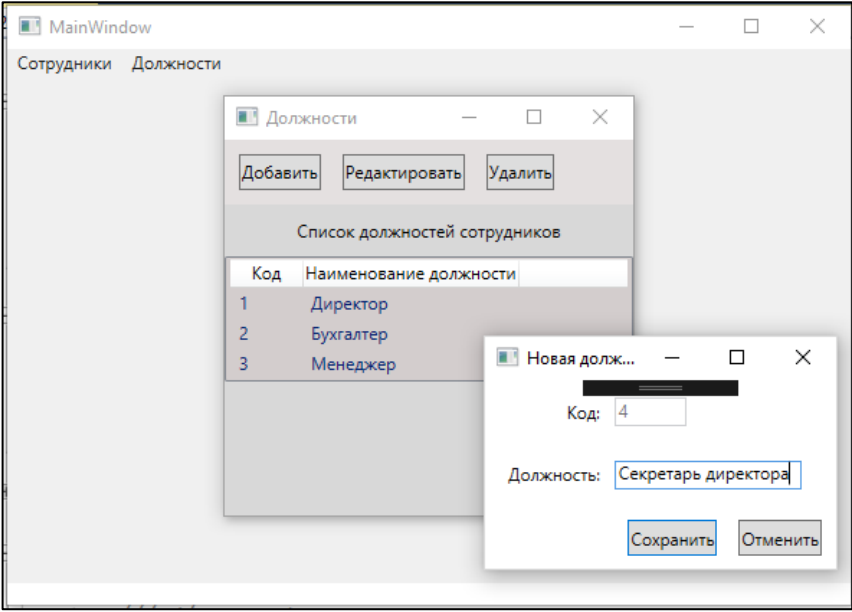 MainWindow
Сотрудники Должности
Должности
Добавить Редактировать Удалить
Список должностей сотрудников
Код Наименование должности
1 Директор
2 Бухгалтер
3 Менеджер
Новая долж...
Код: 4
Должность: Секретарь директора
Сохранить Отменить